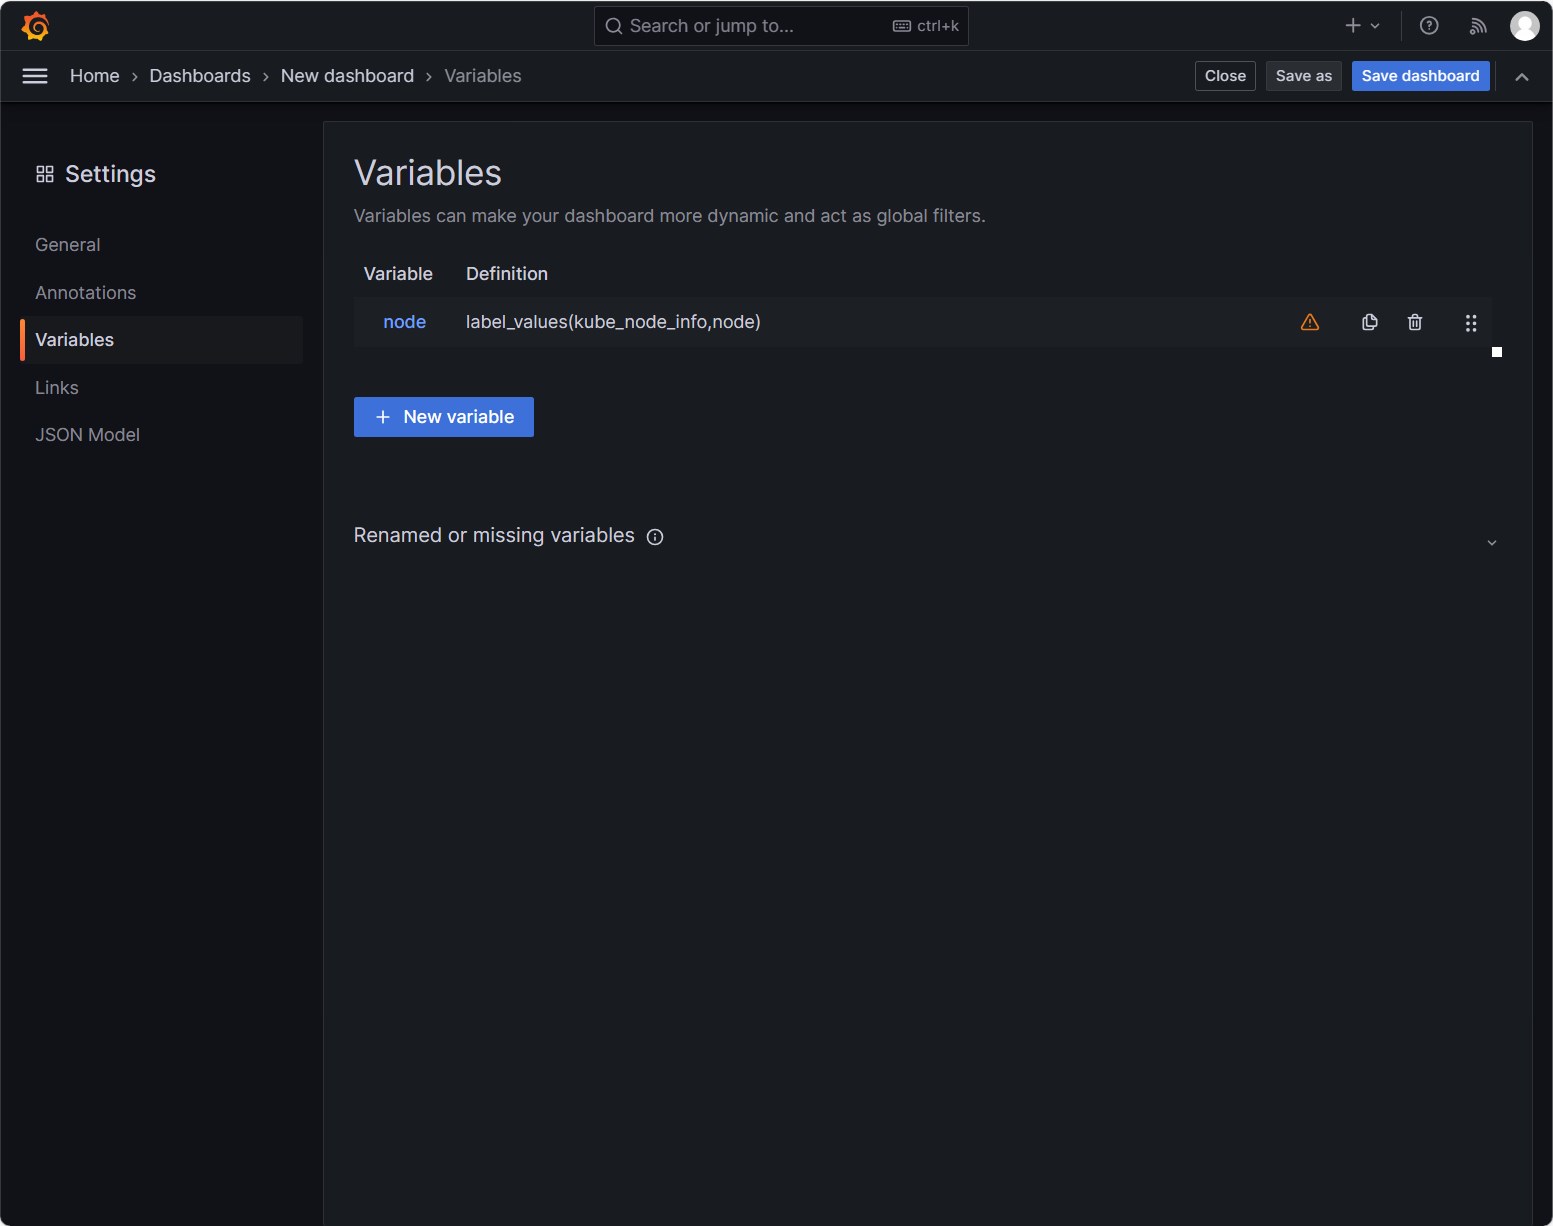 Search or jump to... ctrl+k
Home › Dashboards › New dashboard › Variables
Close Save as Save dashboard
Settings
General
Annotations
Variables
Links
JSON Model
Variables
Variables can make your dashboard more dynamic and act as global filters.
Variable Definition
node label_values(kube_node_info,node)
+ New variable
Renamed or missing variables